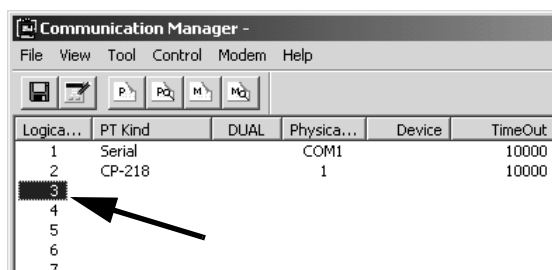 Communication Manager -
File View Tool Control Modem Help
P PQ M MQ
Logica... PT Kind DUAL Physica... Device TimeOut
1 Serial COM1 10000
2 CP-218 1 10000
3
4
5
6
7